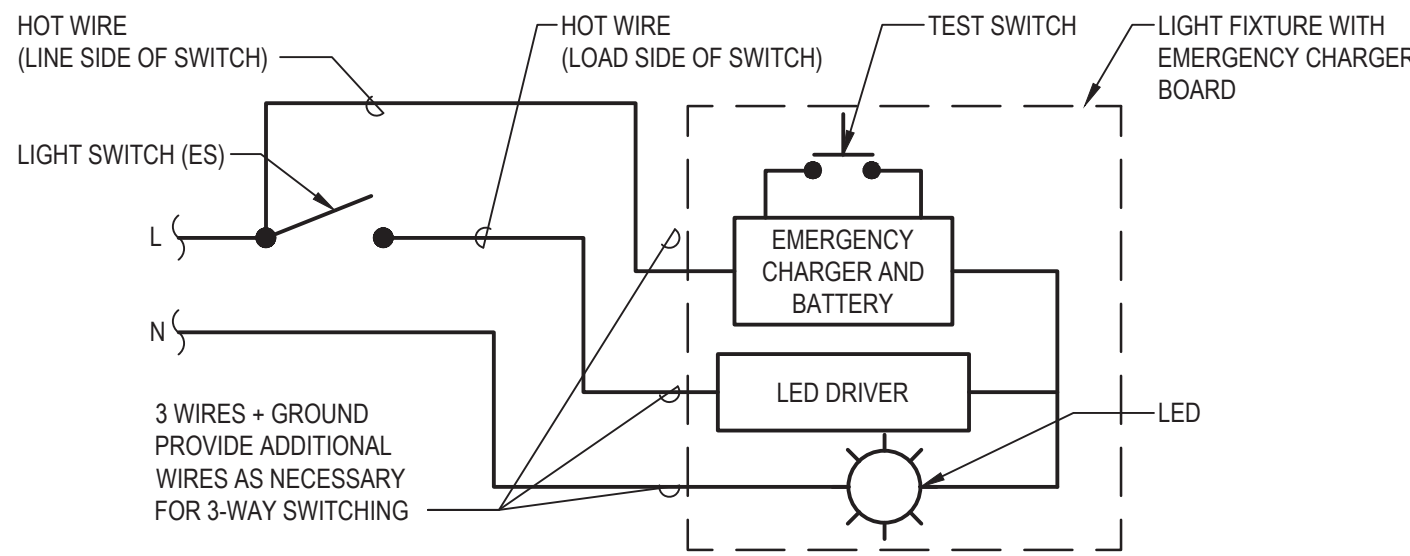 HOT WIRE
(LINE SIDE OF SWITCH)
HOT WIRE
(LOAD SIDE OF SWITCH)
TEST SWITCH
LIGHT FIXTURE WITH
EMERGENCY CHARGER
BOARD
LIGHT SWITCH (ES)
L
N
EMERGENCY
CHARGER AND
BATTERY
LED DRIVER
LED
3 WIRES + GROUND
PROVIDE ADDITIONAL
WIRES AS NECESSARY
FOR 3-WAY SWITCHING